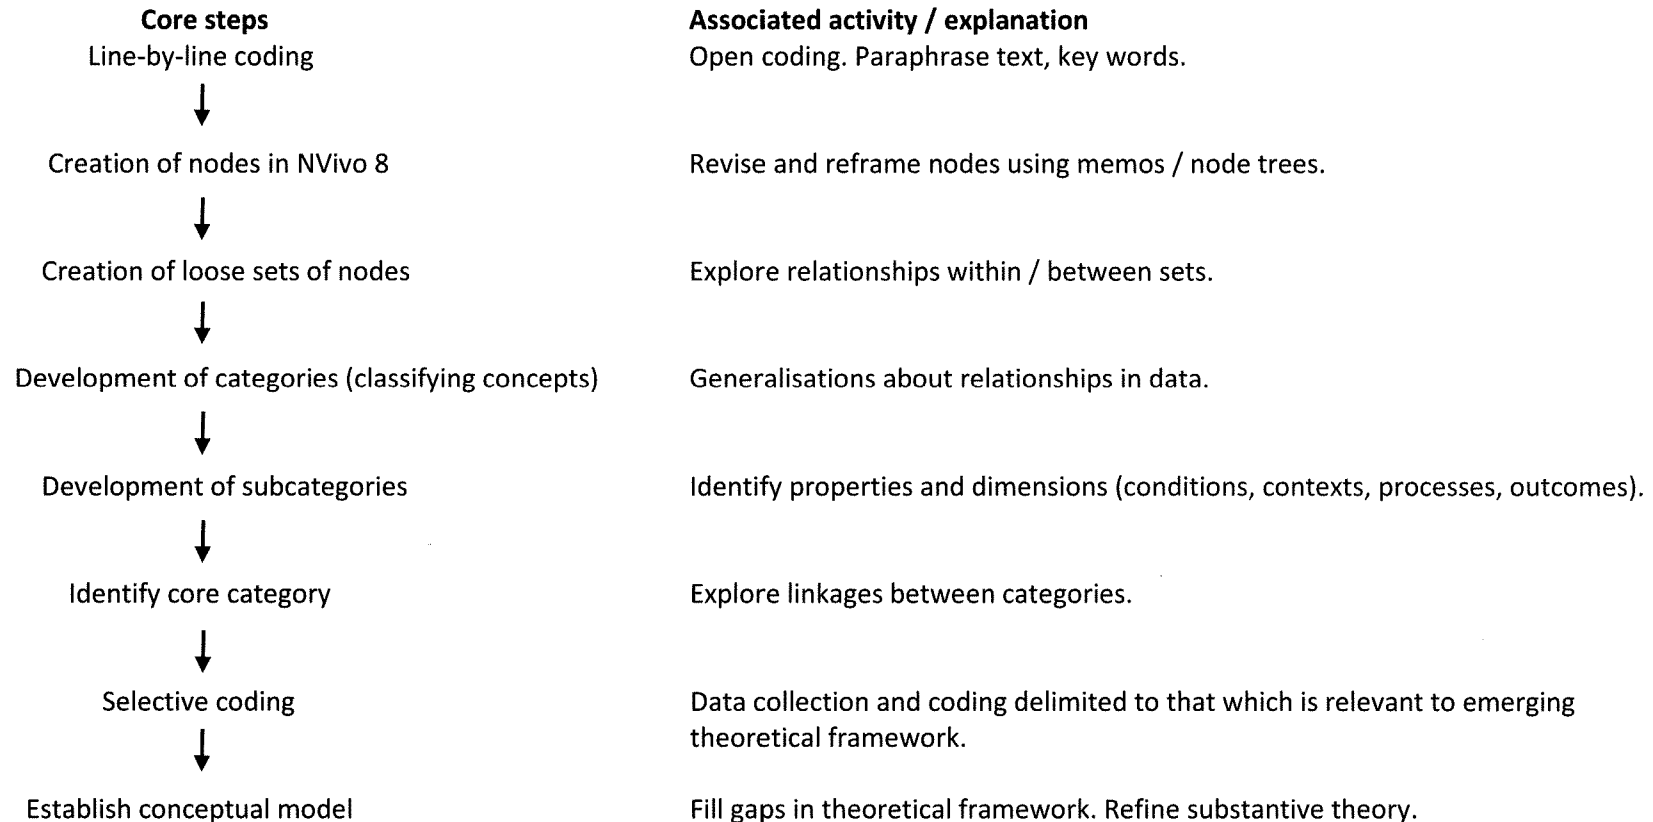 Core steps Associated activity / explanation
Line-by-line coding Open coding. Paraphrase text, key words.
Creation of nodes in NVivo 8 Revise and reframe nodes using memos / node trees.
Creation of loose sets of nodes Explore relationships within / between sets.
Development of categories (classifying concepts) Generalisations about relationships in data.
Development of subcategories Identify properties and dimensions (conditions, contexts, processes, outcomes).
Identify core category Explore linkages between categories.
Selective coding Data collection and coding delimited to that which is relevant to emerging
theoretical framework.
Establish conceptual model Fill gaps in theoretical framework. Refine substantive theory.